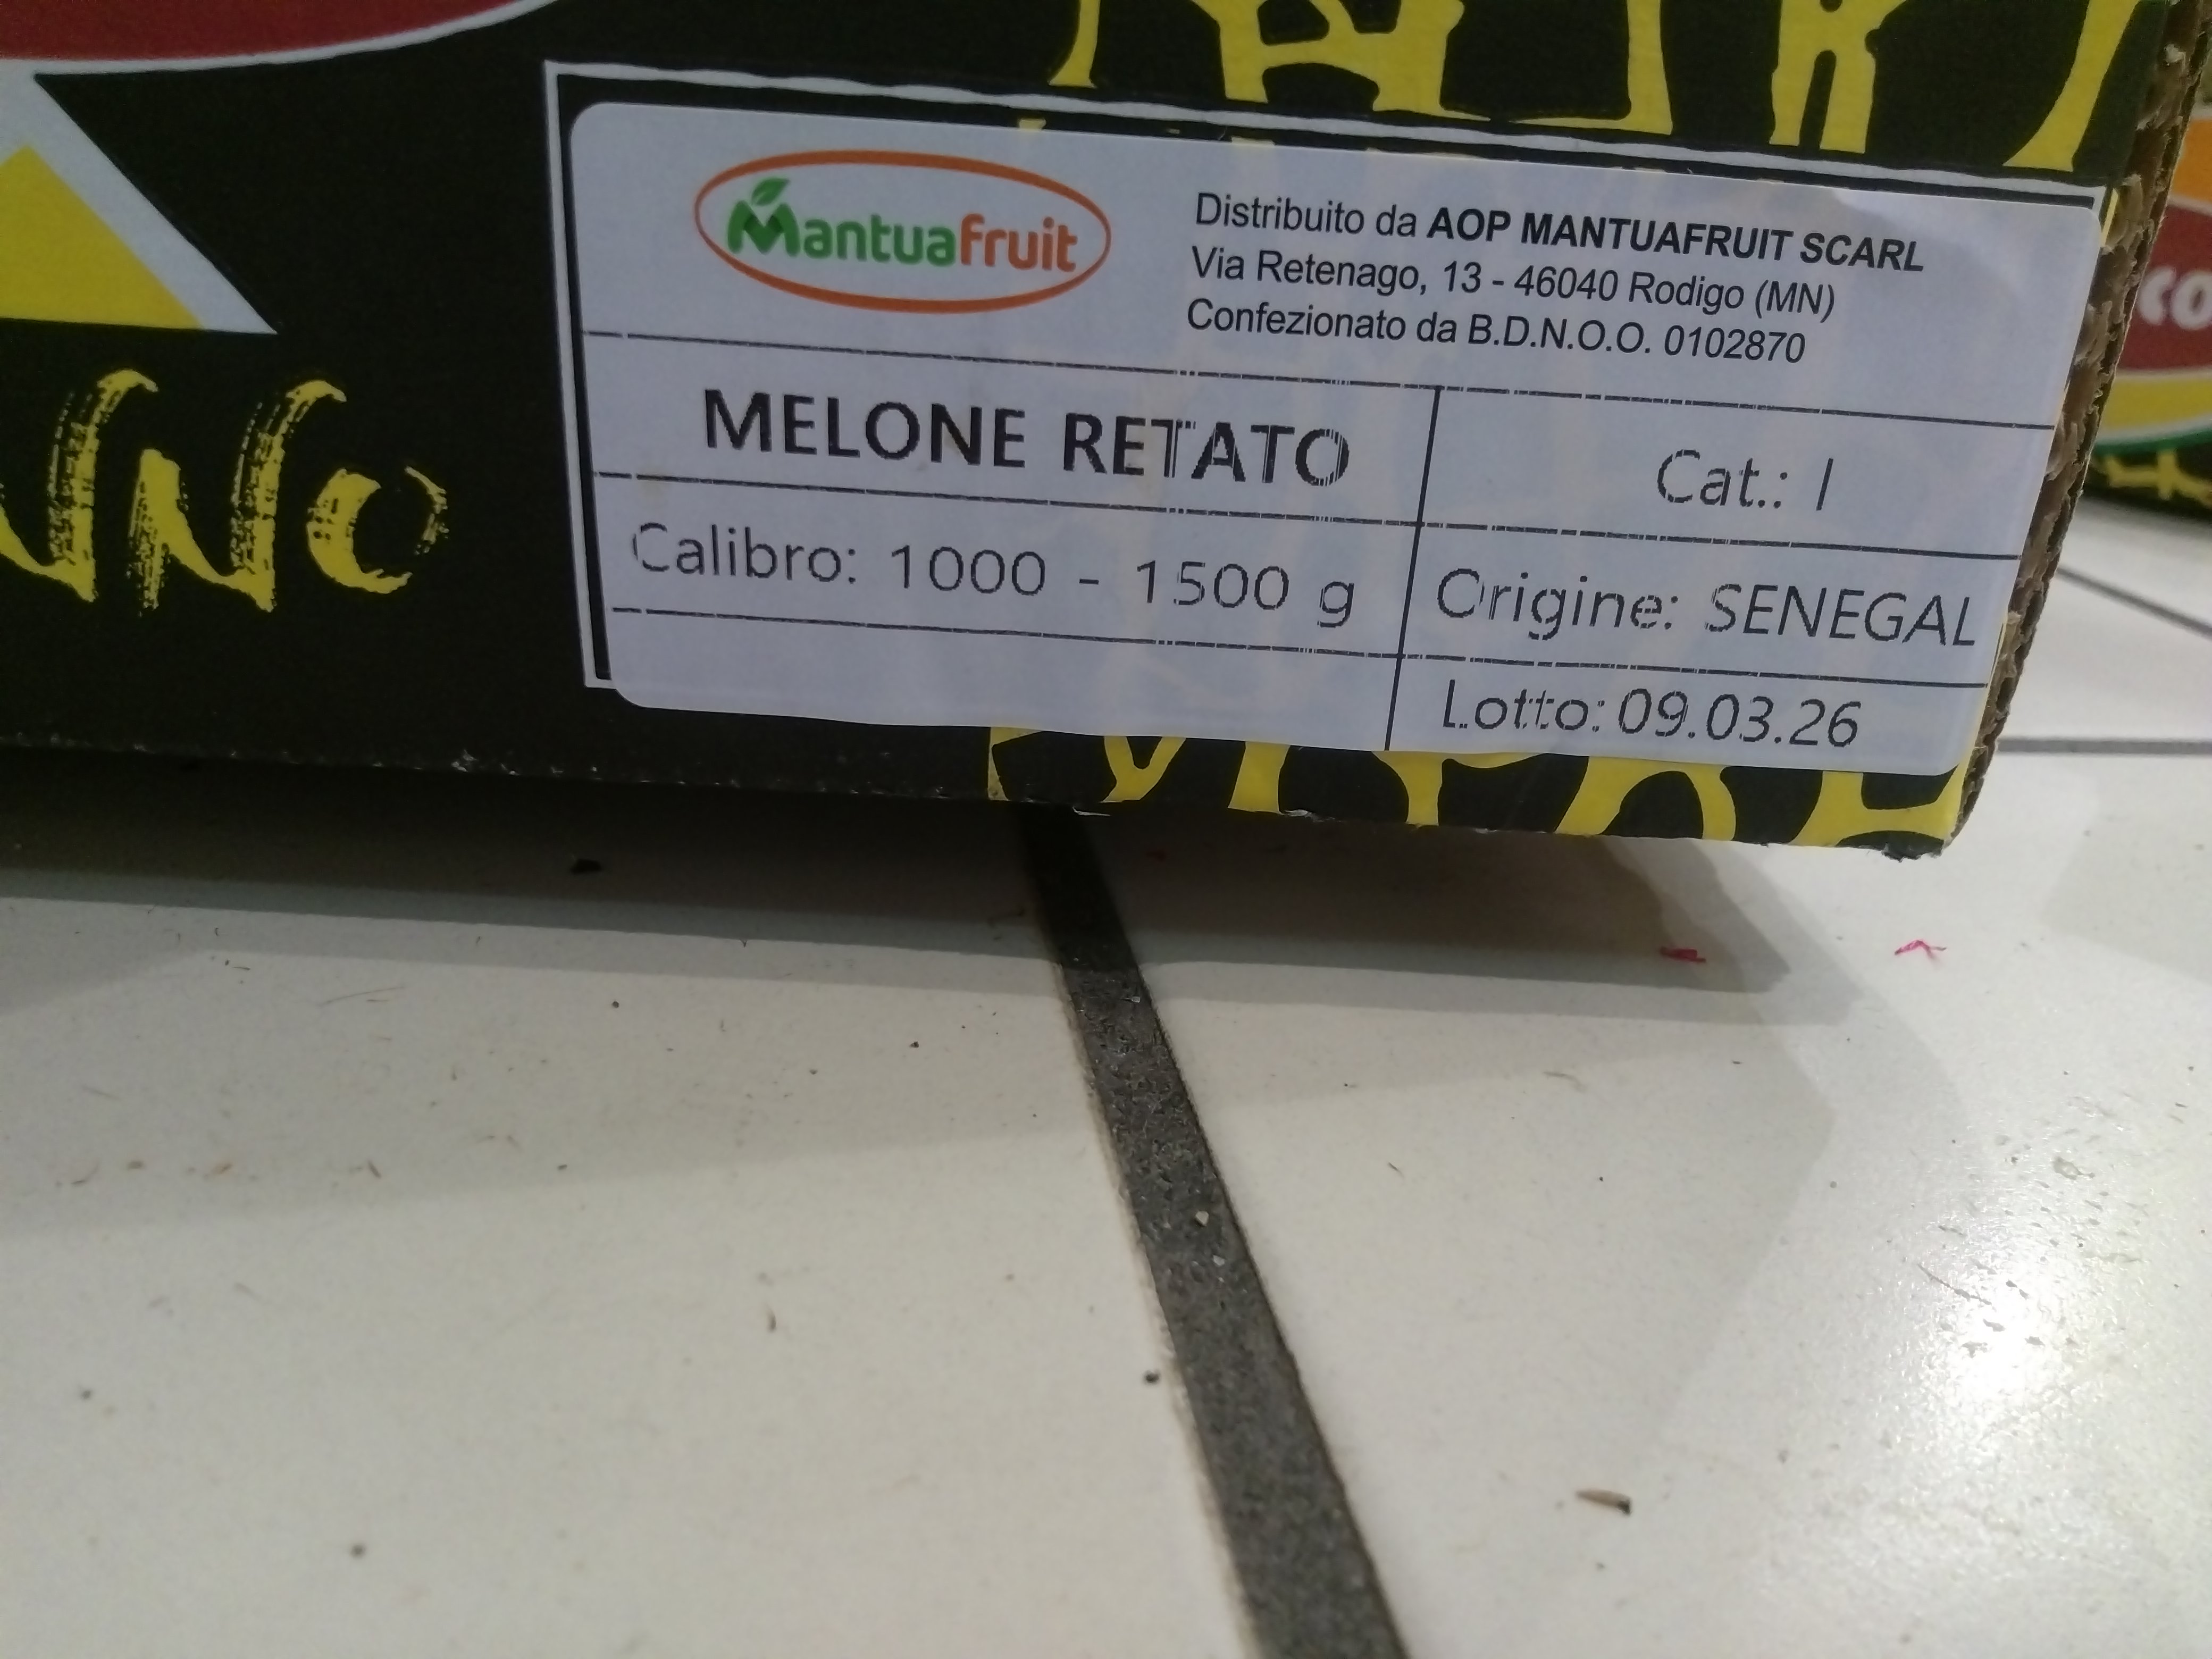 Mantuafruit
Distribuito da AOP MANTUAFRUIT SCARL
Via Retenago, 13 - 46040 Rodigo (MN)
Confezionato da B.D.N.O.O. 0102870
MELONE RETATO
Cat.: I
Calibro: 1000 - 1500 g
Origine: SENEGAL
Lotto: 09.03.26